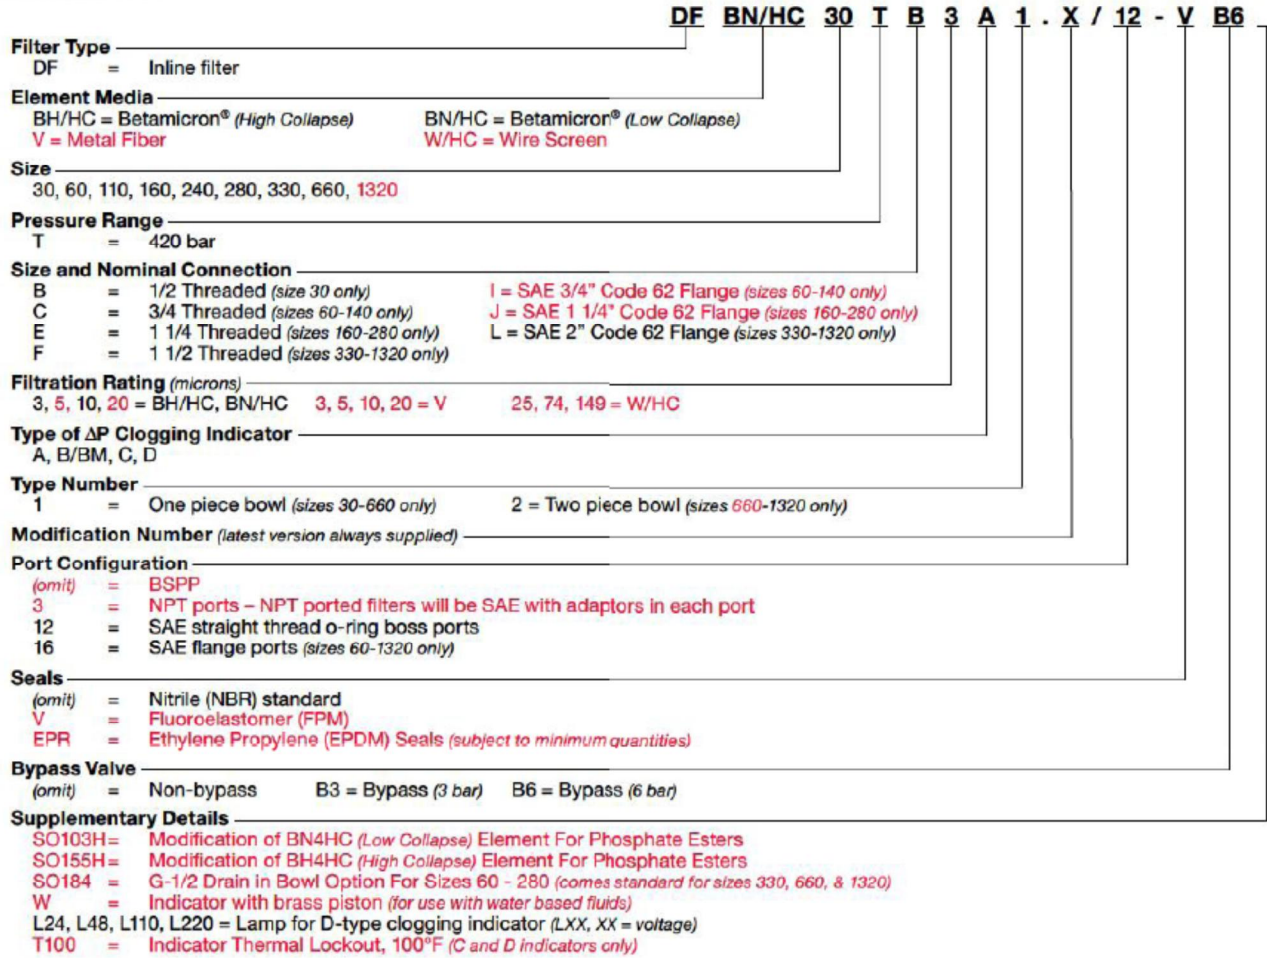 DF BN/HC 30 T B 3 A 1 . X / 12 - V B6
Filter Type
DF = Inline filter
Element Media
BH/HC = Betamicron® (High Collapse) BN/HC = Betamicron® (Low Collapse)
V = Metal Fiber W/HC = Wire Screen
Size
30, 60, 110, 160, 240, 280, 330, 660, 1320
Pressure Range
T = 420 bar
Size and Nominal Connection
B = 1/2 Threaded (size 30 only) I = SAE 3/4" Code 62 Flange (sizes 60-140 only)
C = 3/4 Threaded (sizes 60-140 only) J = SAE 1 1/4" Code 62 Flange (sizes 160-280 only)
E = 1 1/4 Threaded (sizes 160-280 only) L = SAE 2" Code 62 Flange (sizes 330-1320 only)
F = 1 1/2 Threaded (sizes 330-1320 only)
Filtration Rating (microns)
3, 5, 10, 20 = BH/HC, BN/HC 3, 5, 10, 20 = V 25, 74, 149 = W/HC
Type of ΔP Clogging Indicator
A, B/BM, C, D
Type Number
1 = One piece bowl (sizes 30-660 only) 2 = Two piece bowl (sizes 660-1320 only)
Modification Number (latest version always supplied)
Port Configuration
(omit) = BSPP
3 = NPT ports – NPT ported filters will be SAE with adaptors in each port
12 = SAE straight thread o-ring boss ports
16 = SAE flange ports (sizes 60-1320 only)
Seals
(omit) = Nitrile (NBR) standard
V = Fluoroelastomer (FPM)
EPR = Ethylene Propylene (EPDM) Seals (subject to minimum quantities)
Bypass Valve
(omit) = Non-bypass B3 = Bypass (3 bar) B6 = Bypass (6 bar)
Supplementary Details
SO103H= Modification of BN4HC (Low Collapse) Element For Phosphate Esters
SO155H= Modification of BH4HC (High Collapse) Element For Phosphate Esters
SO184 = G-1/2 Drain in Bowl Option For Sizes 60 - 280 (comes standard for sizes 330, 660, & 1320)
W = Indicator with brass piston (for use with water based fluids)
L24, L48, L110, L220 = Lamp for D-type clogging indicator (LXX, XX = voltage)
T100 = Indicator Thermal Lockout, 100°F (C and D indicators only)